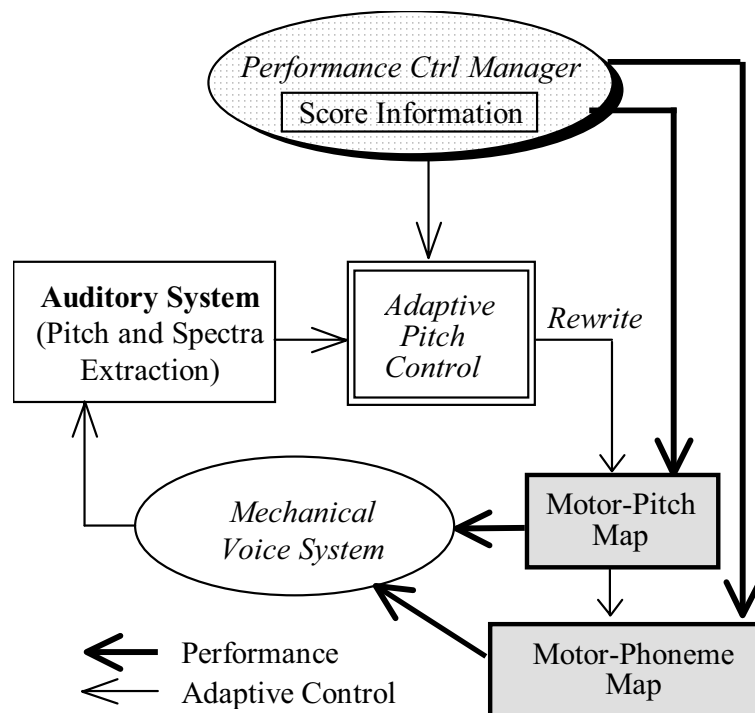 Performance Ctrl Manager
Score Information
Auditory System
(Pitch and Spectra
Extraction)
Adaptive
Pitch
Control
Rewrite
Mechanical
Voice System
Motor-Pitch
Map
Motor-Phoneme
Map
Performance
Adaptive Control